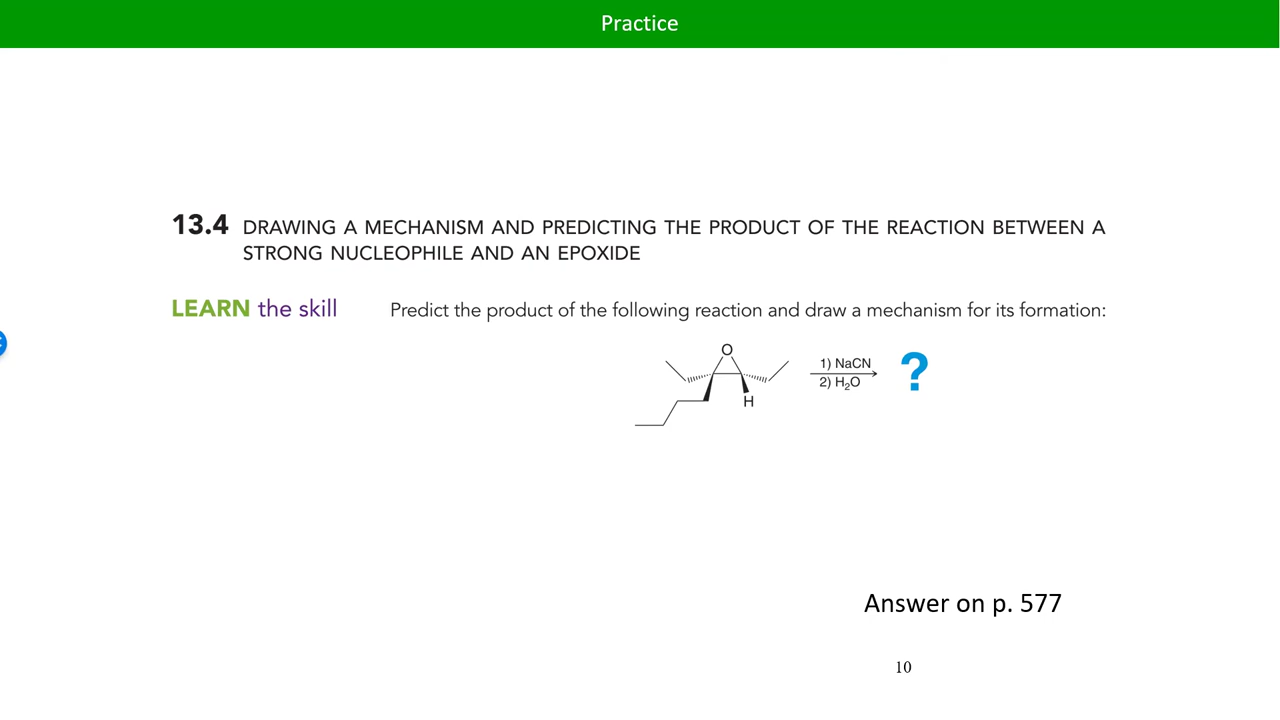 Practice
13.4 DRAWING A MECHANISM AND PREDICTING THE PRODUCT OF THE REACTION BETWEEN A
STRONG NUCLEOPHILE AND AN EPOXIDE
LEARN the skill Predict the product of the following reaction and draw a mechanism for its formation:
O
H
1) NaCN
2) H₂O
?
Answer on p. 577
10